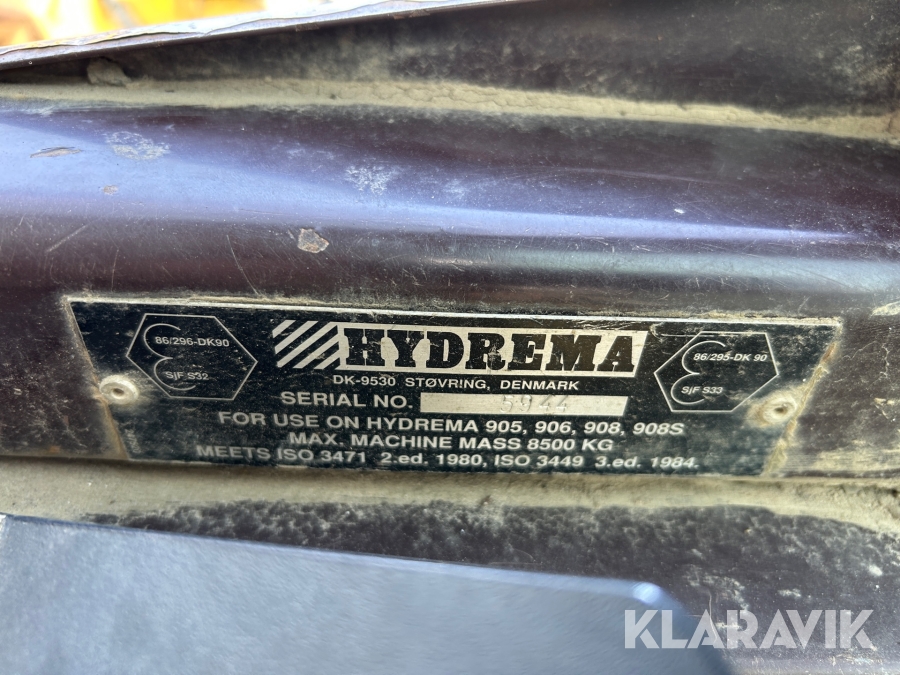 86/296-DK90
S/F S32
HYDREMA
86/295-DK 90
S/F S33
DK-9530 STØVRING, DENMARK
SERIAL NO. 5944
FOR USE ON HYDREMA 905, 906, 908, 908S
MAX. MACHINE MASS 8500 KG
MEETS ISO 3471 2.ed. 1980, ISO 3449 3.ed. 1984.
KLARAVIK